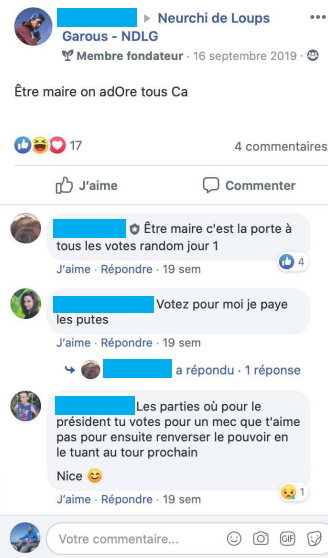 Neurchi de Loups
Garous - NDLG
Membre fondateur · 16 septembre 2019 ·
Être maire on adOre tous Ca
17
4 commentaires
J'aime
Commenter
Être maire c'est la porte à
tous les votes random jour 1
4
J'aime · Répondre · 19 sem
Votez pour moi je paye
les putes
J'aime · Répondre · 19 sem
a répondu · 1 réponse
Les parties où pour le
président tu votes pour un mec que t'aime
pas pour ensuite renverser le pouvoir en
le tuant au tour prochain
Nice 😊
1
J'aime · Répondre · 19 sem
Votre commentaire...
GIF